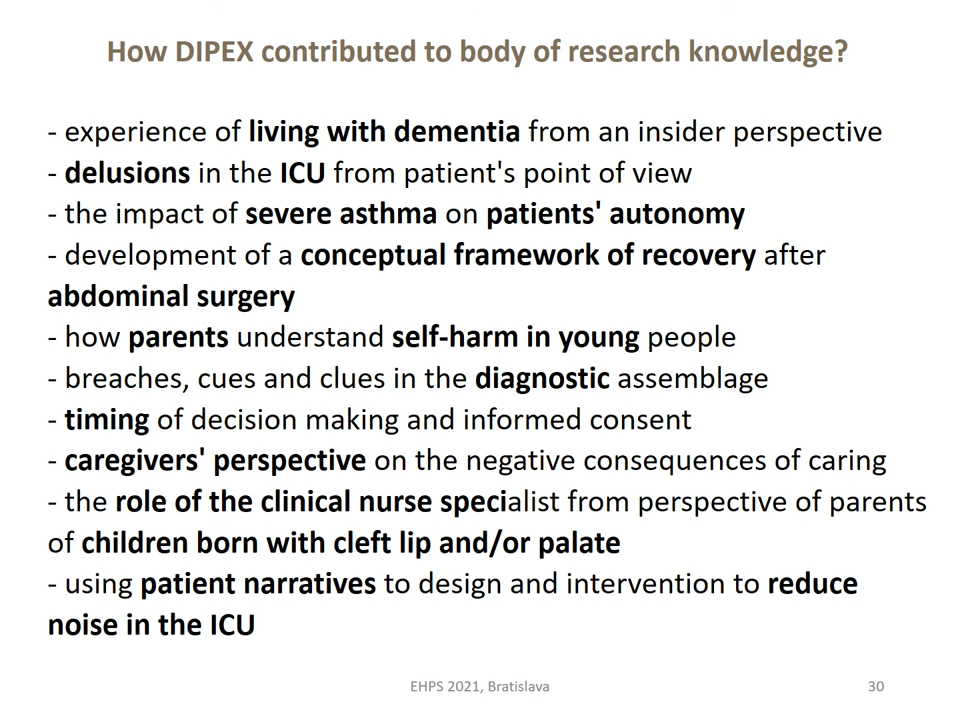 How DIPEX contributed to body of research knowledge?
- experience of living with dementia from an insider perspective
- delusions in the ICU from patient's point of view
- the impact of severe asthma on patients' autonomy
- development of a conceptual framework of recovery after
abdominal surgery
- how parents understand self-harm in young people
- breaches, cues and clues in the diagnostic assemblage
- timing of decision making and informed consent
- caregivers' perspective on the negative consequences of caring
- the role of the clinical nurse specialist from perspective of parents
of children born with cleft lip and/or palate
- using patient narratives to design and intervention to reduce
noise in the ICU
EHPS 2021, Bratislava
30